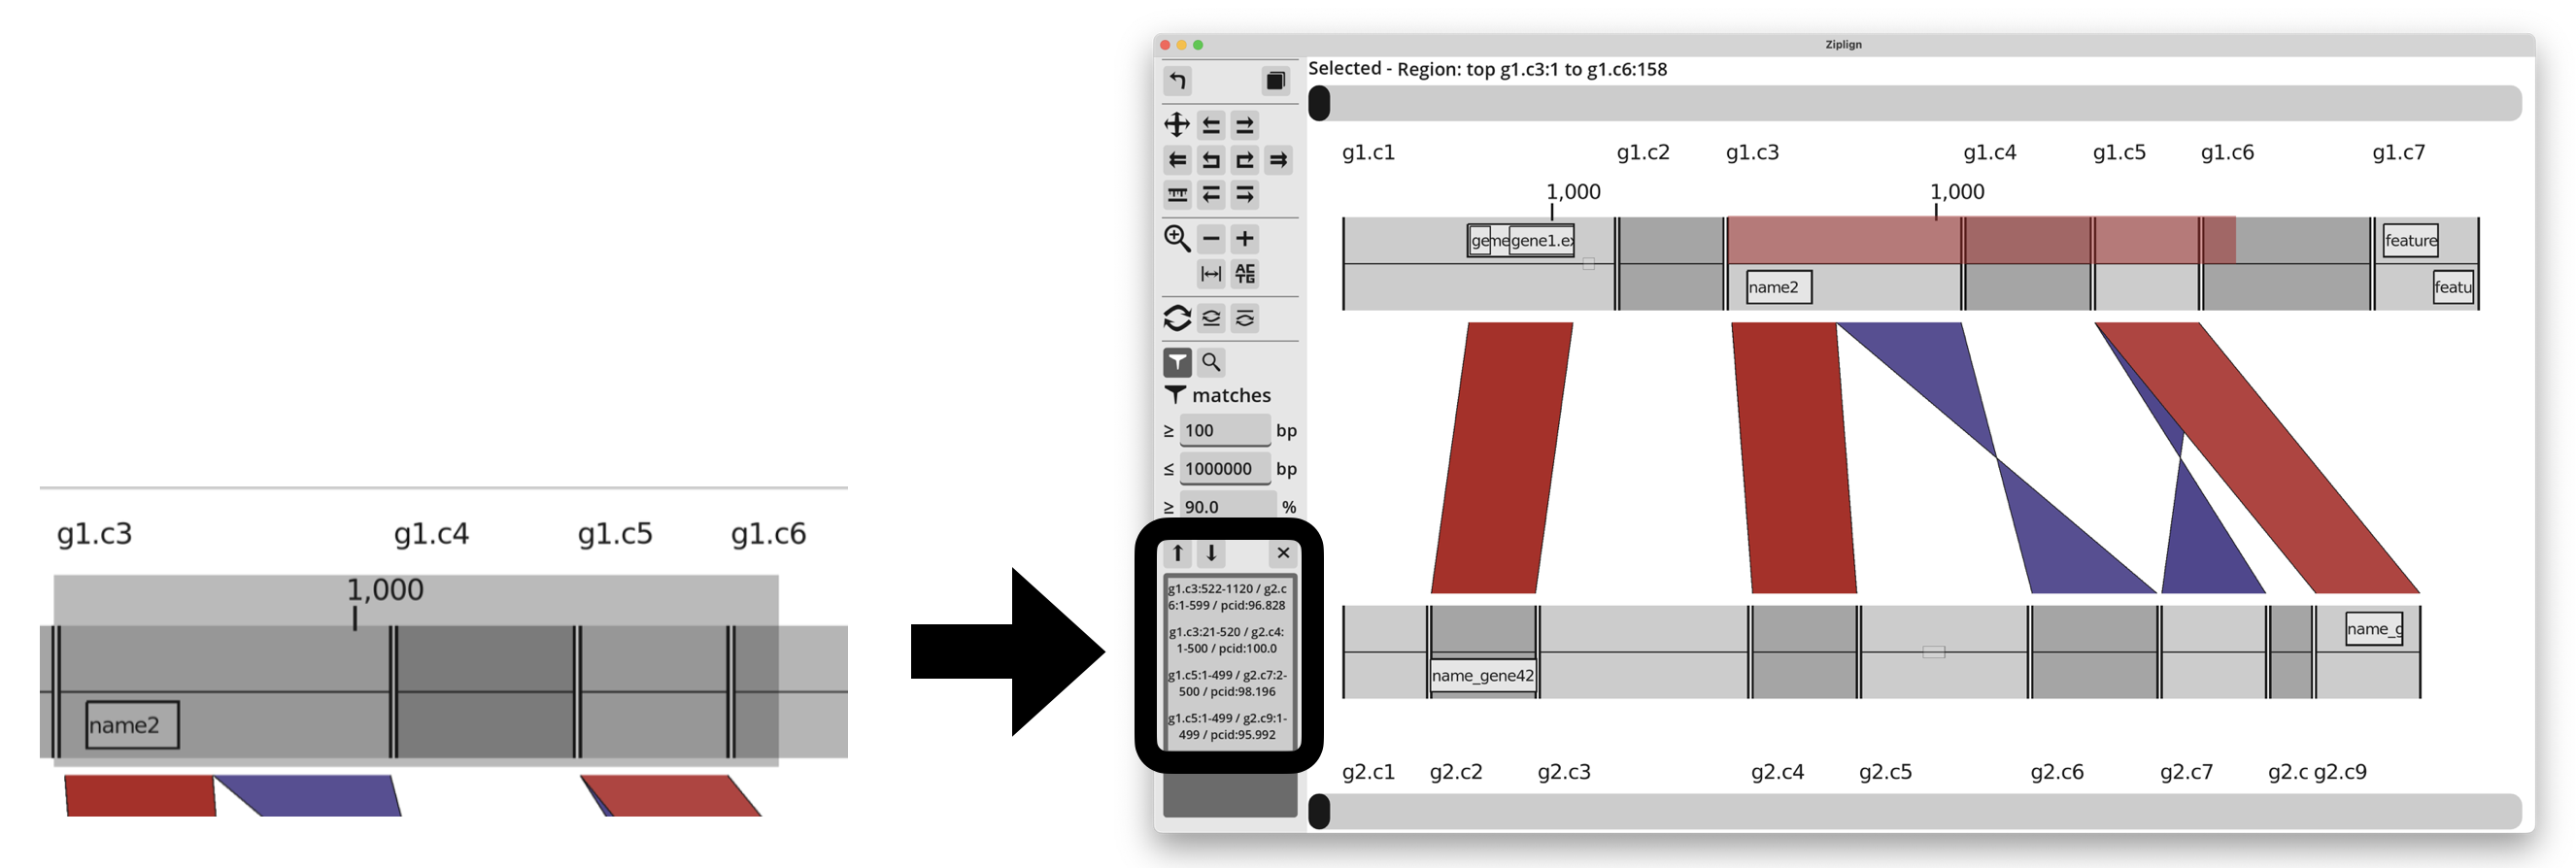 g1.c3 g1.c4 g1.c5 g1.c6
1,000
name2
Ziplign
Selected - Region: top g1.c3:1 to g1.c6:158
AC
TG
matches
≥ 100 bp
≤ 1000000 bp
≥ 90.0 %
g1.c3:522-1120 / g2.c
6:1-599 / pcid:96.828
g1.c3:21-520 / g2.c4:
1-500 / pcid:100.0
g1.c5:1-499 / g2.c7:2-
500 / pcid:98.196
g1.c5:1-499 / g2.c9:1-
499 / pcid:95.992
g1.c1 g1.c2 g1.c3 g1.c4 g1.c5 g1.c6 g1.c7
1,000 1,000
gene1.ex feature
name2 featu
name_g
name_gene42
g2.c1 g2.c2 g2.c3 g2.c4 g2.c5 g2.c6 g2.c7 g2.c g2.c9